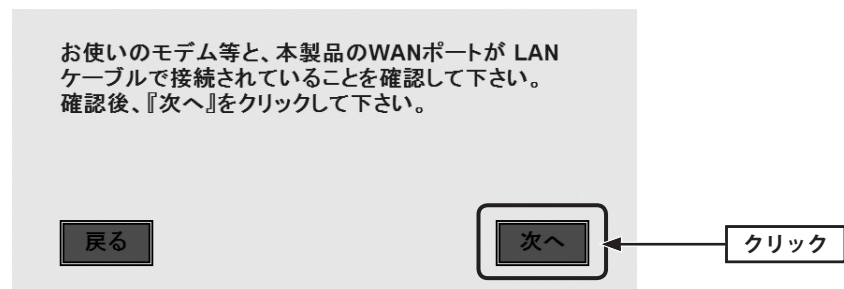 お使いのモデム等と、本製品のWANポートが LAN
ケーブルで接続されていることを確認して下さい。
確認後、『次へ』をクリックして下さい。
戻る
次へ
クリック